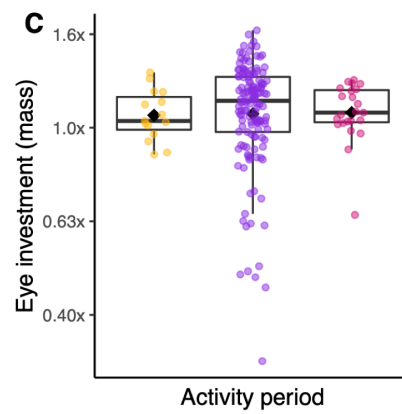 C
Eye investment (mass)
1.6x
1.0x
0.63x
0.40x
Activity period